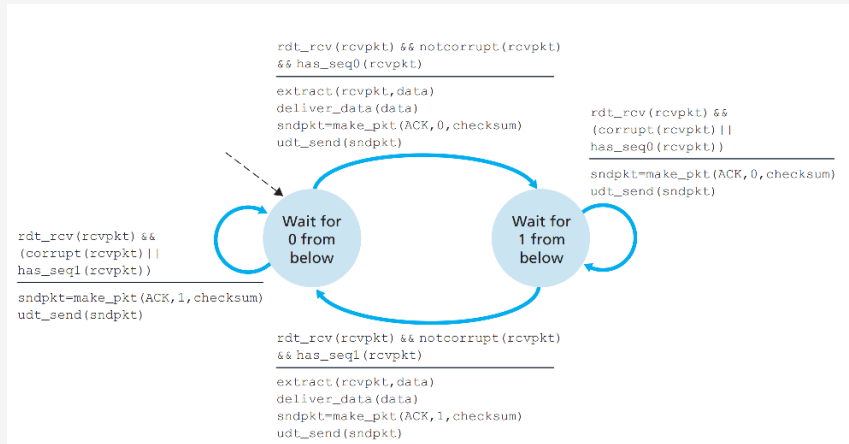 rdt_rcv(rcvpkt) && notcorrupt(rcvpkt)
&& has_seq0(rcvpkt)
extract(rcvpkt,data)
deliver_data(data)
sndpkt=make_pkt(ACK,0,checksum)
udt_send(sndpkt)
rdt_rcv(rcvpkt) &&
(corrupt(rcvpkt)||
has_seq0(rcvpkt))
sndpkt=make_pkt(ACK,0,checksum)
udt_send(sndpkt)
Wait for
0 from
below
Wait for
1 from
below
rdt_rcv(rcvpkt) &&
(corrupt(rcvpkt)||
has_seq1(rcvpkt))
sndpkt=make_pkt(ACK,1,checksum)
udt_send(sndpkt)
rdt_rcv(rcvpkt) && notcorrupt(rcvpkt)
&& has_seq1(rcvpkt)
extract(rcvpkt,data)
deliver_data(data)
sndpkt=make_pkt(ACK,1,checksum)
udt_send(sndpkt)